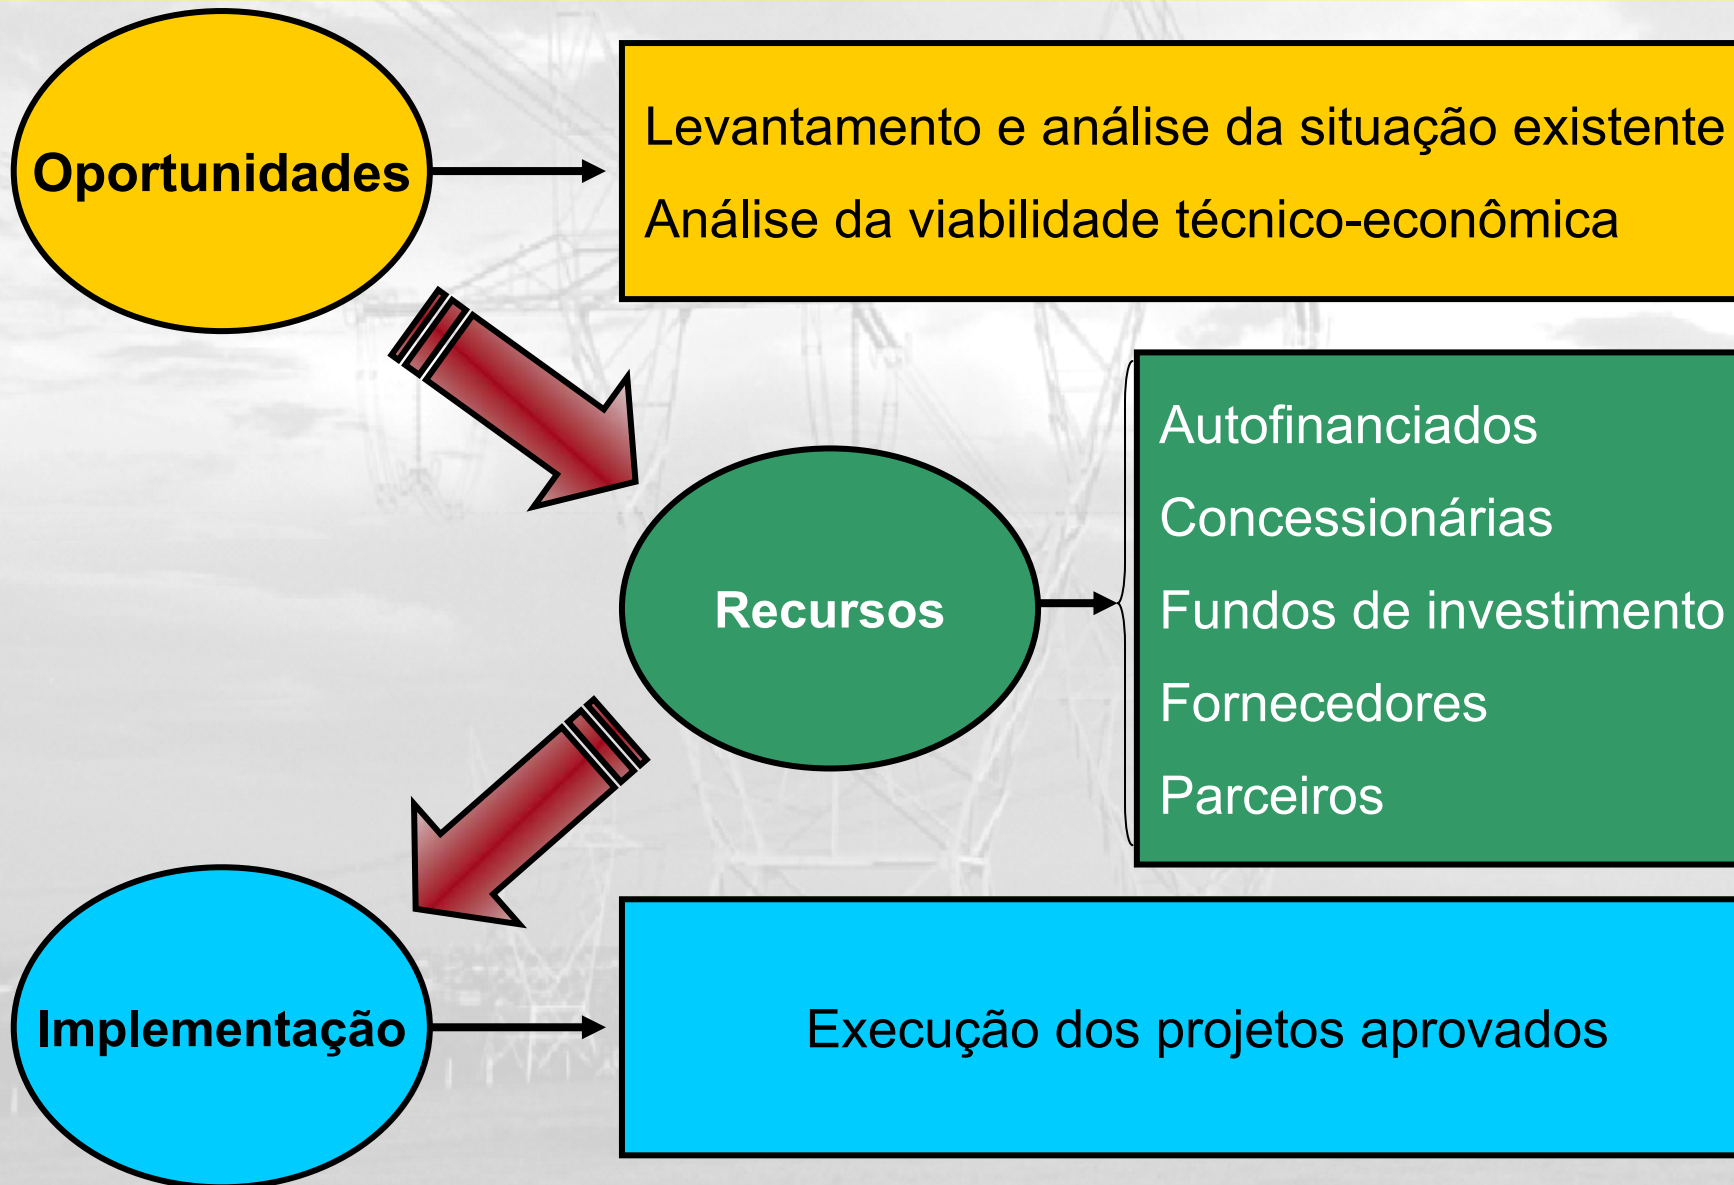 Oportunidades
Levantamento e análise da situação existente
Análise da viabilidade técnico-econômica
Recursos
Autofinanciados
Concessionárias
Fundos de investimento
Fornecedores
Parceiros
Implementação
Execução dos projetos aprovados